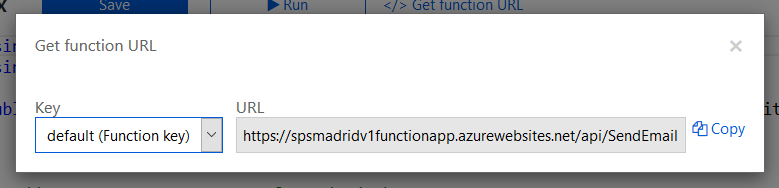 x Save Run </> Get function URL
Get function URL ×
Key URL
default (Function key) https://spsmadridv1functionapp.azurewebsites.net/api/SendEmail Copy